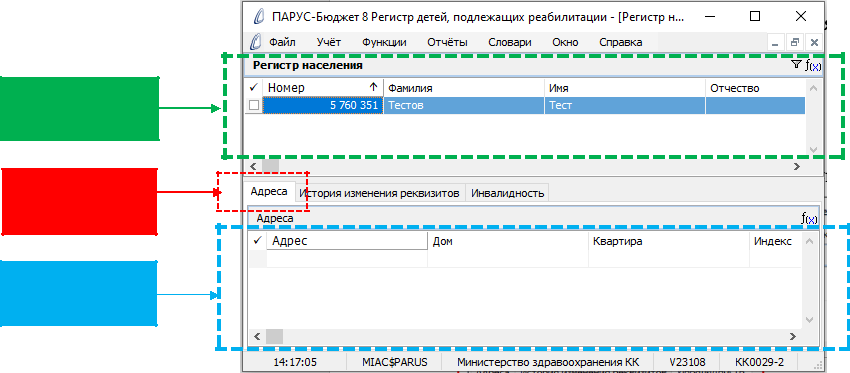 ПАРУС-Бюджет 8 Регистр детей, подлежащих реабилитации - [Регистр н...
Файл Учёт Функции Отчёты Словари Окно Справка
Регистр населения f(x)
✓ Номер ↑ Фамилия Имя Отчество
5 760 351 Тестов Тест
Адреса История изменения реквизитов Инвалидность
Адреса f(x)
✓ Адрес Дом Квартира Индекс
14:17:05 MIAC$PARUS Министерство здравоохранения КК V23108 КК0029-2